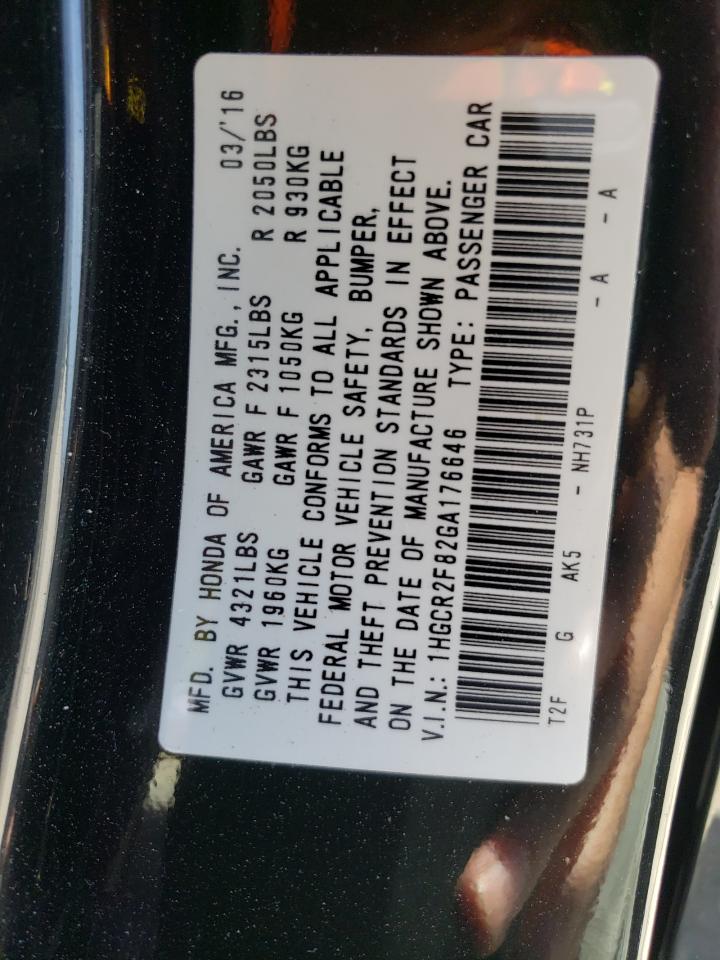 MFD. BY HONDA OF AMERICA MFG., INC. 03/'16
GVWR 4321LBS GAWR F 2315LBS R 2050LBS
GVWR 1960KG GAWR F 1050KG R 930KG
THIS VEHICLE CONFORMS TO ALL APPLICABLE
FEDERAL MOTOR VEHICLE SAFETY, BUMPER,
AND THEFT PREVENTION STANDARDS IN EFFECT
ON THE DATE OF MANUFACTURE SHOWN ABOVE.
V.I.N.: 1HGCR2F82GA176646 TYPE: PASSENGER CAR
T2F G AK5 - NH731P - A - A